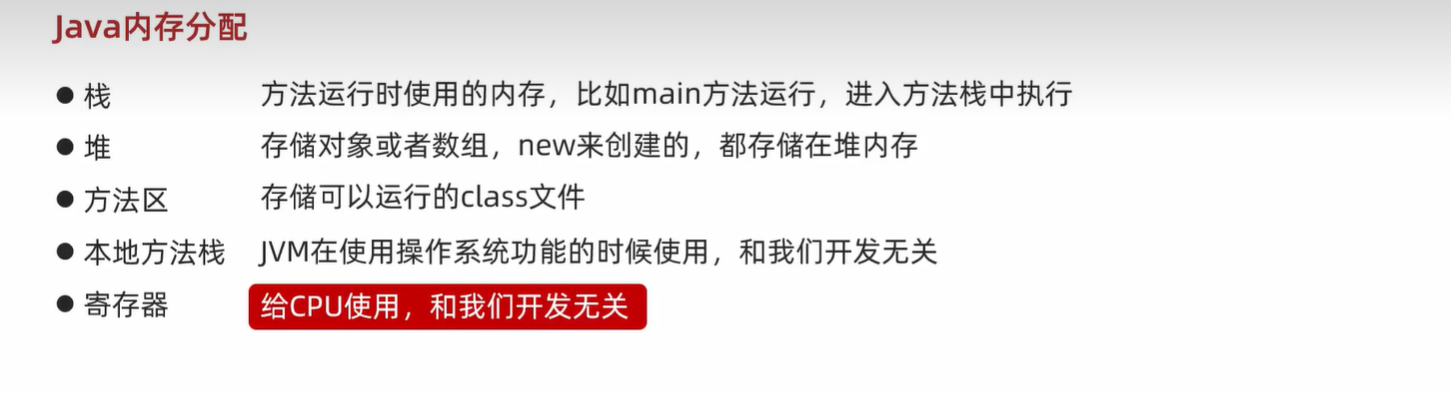 Java内存分配
● 栈 方法运行时使用的内存，比如main方法运行，进入方法栈中执行
● 堆 存储对象或者数组，new来创建的，都存储在堆内存
● 方法区 存储可以运行的class文件
● 本地方法栈 JVM在使用操作系统功能的时候使用，和我们开发无关
● 寄存器 给CPU使用，和我们开发无关